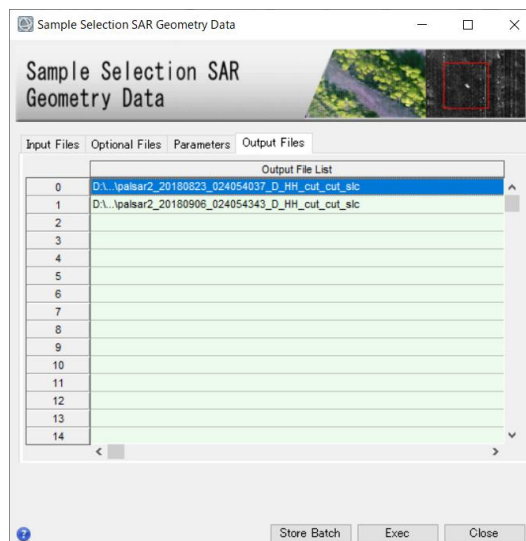 Sample Selection SAR Geometry Data
Sample Selection SAR
Geometry Data
Input Files Optional Files Parameters Output Files
Output File List
0 D:\...\palsar2_20180823_024054037_D_HH_cut_cut_slc
1 D:\...\palsar2_20180906_024054343_D_HH_cut_cut_slc
2
3
4
5
6
7
8
9
10
11
12
13
14
Store Batch Exec Close